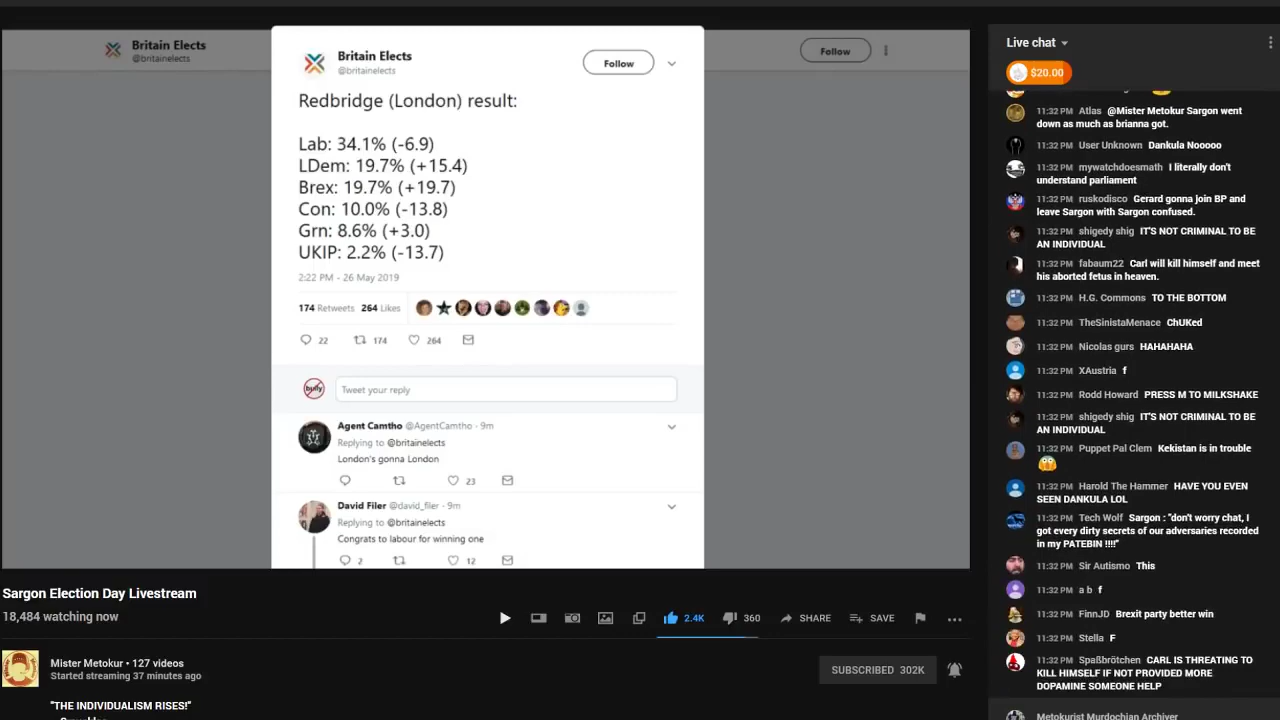 Britain Elects
@britainelects
Follow
Britain Elects
@britainelects
Follow
Redbridge (London) result:
Lab: 34.1% (-6.9)
LDem: 19.7% (+15.4)
Brex: 19.7% (+19.7)
Con: 10.0% (-13.8)
Grn: 8.6% (+3.0)
UKIP: 2.2% (-13.7)
2:22 PM - 26 May 2019
174 Retweets 264 Likes
22 174 264
bully
Tweet your reply
Agent Camtho @AgentCamtho · 9m
Replying to @britainelects
London's gonna London
23
David Filer @david_filer · 9m
Replying to @britainelects
Congrats to labour for winning one
2 12
Sargon Election Day Livestream
18,484 watching now
2.4K 360 SHARE SAVE
Mister Metokur • 127 videos
Started streaming 37 minutes ago
SUBSCRIBED 302K
"THE INDIVIDUALISM RISES!"
Live chat
$20.00
11:32 PM Atlas @Mister Metokur Sargon went
down as much as brianna got.
11:32 PM User Unknown Dankula Nooooo
11:32 PM mywatchdoesmath I literally don't
understand parliament
11:32 PM ruskodisco Gerard gonna join BP and
leave Sargon with Sargon confused.
11:32 PM shigedy shig IT'S NOT CRIMINAL TO BE
AN INDIVIDUAL
11:32 PM fabaum22 Carl will kill himself and meet
his aborted fetus in heaven.
11:32 PM H.G. Commons TO THE BOTTOM
11:32 PM TheSinistaMenace ChUKed
11:32 PM Nicolas gurs HAHAHAHA
11:32 PM XAustria f
11:32 PM Rodd Howard PRESS M TO MILKSHAKE
11:32 PM shigedy shig IT'S NOT CRIMINAL TO BE
AN INDIVIDUAL
11:32 PM Puppet Pal Clem Kekistan is in trouble
11:32 PM Harold The Hammer HAVE YOU EVEN
SEEN DANKULA LOL
11:32 PM Tech Wolf Sargon : "don't worry chat, I
got every dirty secrets of our adversaries recorded
in my PATEBIN !!!!"
11:32 PM Sir Autismo This
11:32 PM a b f
11:32 PM FinnJD Brexit party better win
11:32 PM Stella F
11:32 PM Spaßbrötchen CARL IS THREATING TO
KILL HIMSELF IF NOT PROVIDED MORE
DOPAMINE SOMEONE HELP
Metokurist Murdochian Archiver